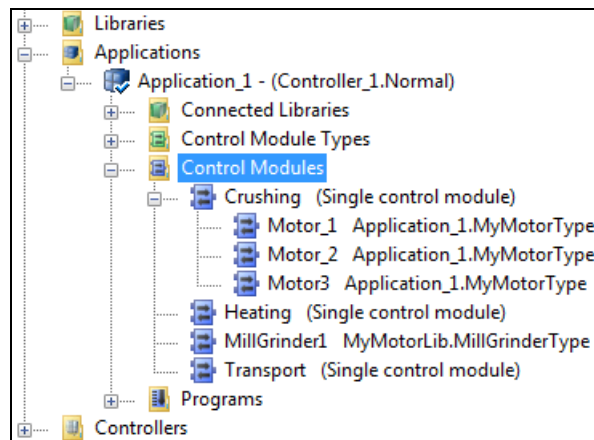 Libraries
Applications
Application_1 - (Controller_1.Normal)
Connected Libraries
Control Module Types
Control Modules
Crushing (Single control module)
Motor_1 Application_1.MyMotorType
Motor_2 Application_1.MyMotorType
Motor3 Application_1.MyMotorType
Heating (Single control module)
MillGrinder1 MyMotorLib.MillGrinderType
Transport (Single control module)
Programs
Controllers